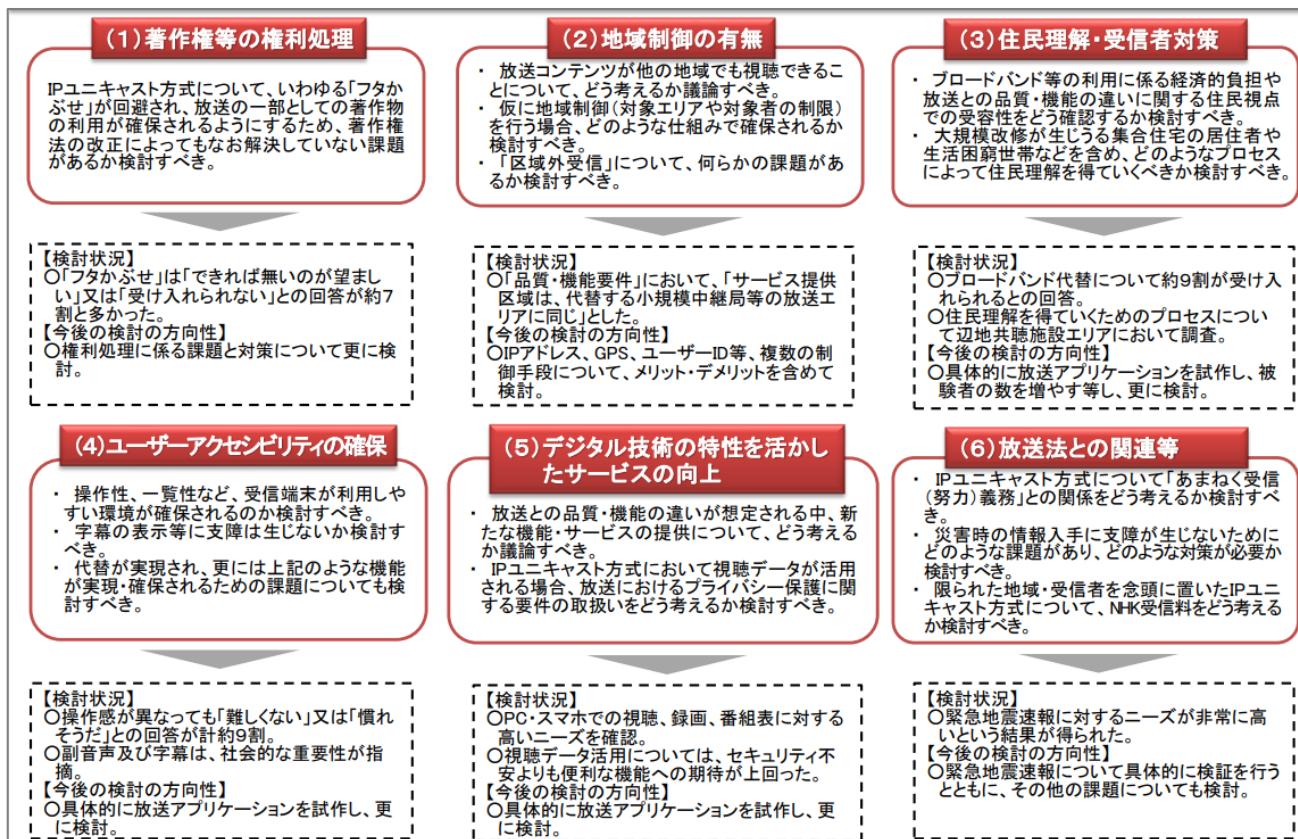 (1)著作権等の権利処理
IPユニキャスト方式について、いわゆる「フタか
ぶせ」が回避され、放送の一部としての著作物
の利用が確保されるようにするため、著作権
法の改正によってもなお解決していない課題
があるか検討すべき。
【検討状況】
○「フタかぶせ」は「できれば無いのが望まし
い」又は「受け入れられない」との回答が約7
割と多かった。
【今後の検討の方向性】
○権利処理に係る課題と対策について更に検
討。
(2)地域制御の有無
・ 放送コンテンツが他の地域でも視聴できるこ
とについて、どう考えるか議論すべき。
・ 仮に地域制御(対象エリアや対象者の制限)
を行う場合、どのような仕組みで確保されるか
検討すべき。
・ 「区域外受信」について、何らかの課題があ
るか検討すべき。
【検討状況】
○「品質・機能要件」において、「サービス提供
区域は、代替する小規模中継局等の放送エ
リアに同じ」とした。
【今後の検討の方向性】
○IPアドレス、GPS、ユーザーID等、複数の制
御手段について、メリット・デメリットを含めて
検討。
(3)住民理解・受信者対策
・ ブロードバンド等の利用に係る経済的負担や
放送との品質・機能の違いに関する住民視点
での受容性をどう確認するか検討すべき。
・ 大規模改修が生じうる集合住宅の居住者や
生活困窮世帯などを含め、どのようなプロセス
によって住民理解を得ていくべきか検討すべき。
【検討状況】
○ブロードバンド代替について約9割が受け入
れられるとの回答。
○住民理解を得ていくためのプロセスについ
て辺地共聴施設エリアにおいて調査。
【今後の検討の方向性】
○具体的に放送アプリケーションを試作し、被
験者の数を増やす等し、更に検討。
(4)ユーザーアクセシビリティの確保
・ 操作性、一覧性など、受信端末が利用しや
すい環境が確保されるのか検討すべき。
・ 字幕の表示等に支障は生じないか検討す
べき。
・ 代替が実現され、更には上記のような機能
が実現・確保されるための課題についても検
討すべき。
【検討状況】
○操作感が異なっても「難しくない」又は「慣れ
そうだ」との回答が計約9割。
○副音声及び字幕は、社会的な重要性が指
摘。
【今後の検討の方向性】
○具体的に放送アプリケーションを試作し、更
に検討。
(5)デジタル技術の特性を活かし
たサービスの向上
・ 放送との品質・機能の違いが想定される中、新
たな機能・サービスの提供について、どう考える
か議論すべき。
・ IPユニキャスト方式において視聴データが活用
される場合、放送におけるプライバシー保護に関
する要件の取扱いをどう考えるか検討すべき。
【検討状況】
○PC・スマホでの視聴、録画、番組表に対する
高いニーズを確認。
○視聴データ活用については、セキュリティ不
安よりも便利な機能への期待が上回った。
【今後の検討の方向性】
○具体的に放送アプリケーションを試作し、更
に検討。
(6)放送法との関連等
・ IPユニキャスト方式について「あまねく受信
(努力)義務」との関係をどう考えるか検討すべ
き。
・ 災害時の情報入手に支障が生じないために
どのような課題があり、どのような対策が必要か
検討すべき。
・ 限られた地域・受信者を念頭に置いたIPユニ
キャスト方式について、NHK受信料をどう考える
か検討すべき。
【検討状況】
○緊急地震速報に対するニーズが非常に高
いという結果が得られた。
【今後の検討の方向性】
○緊急地震速報について具体的に検証を行う
とともに、その他の課題についても検討。